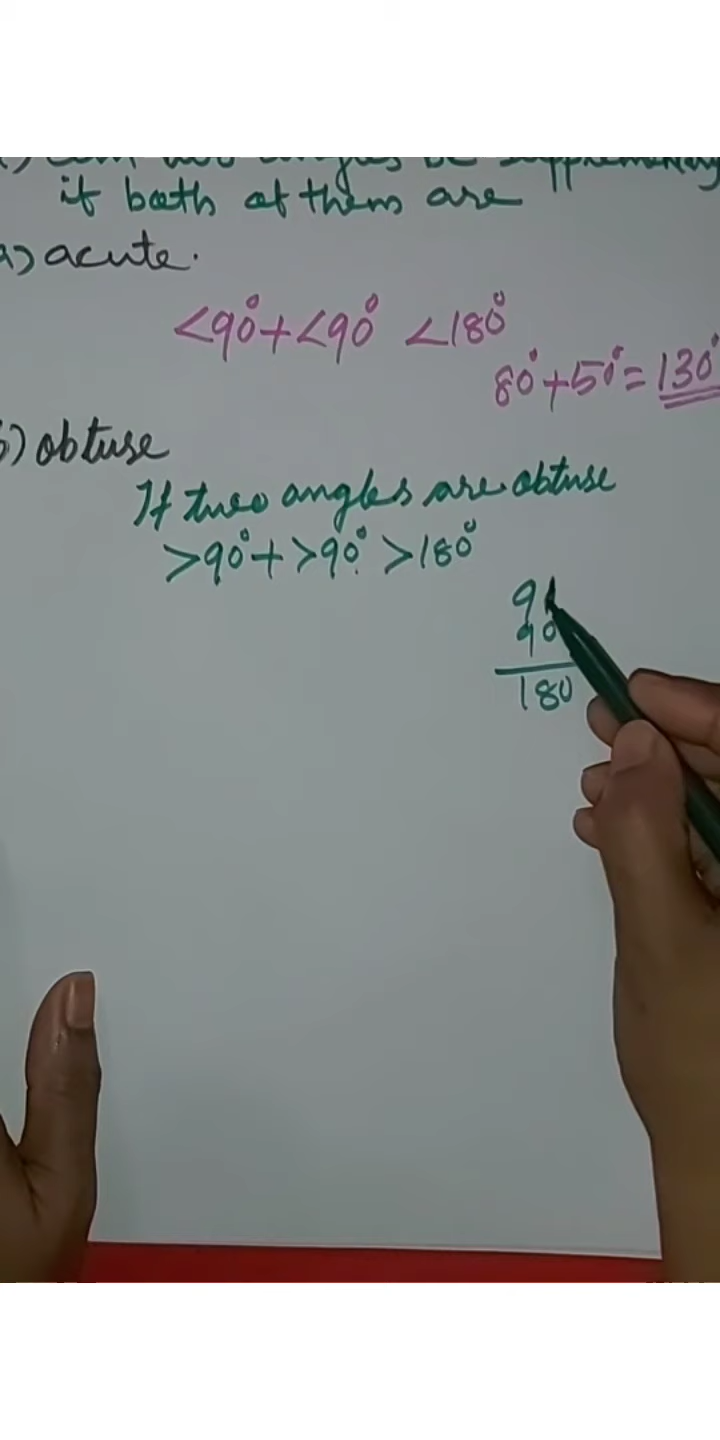 if both of them are
a) acute.
<90°+<90° <180°
80°+50°=130°
b) obtuse
If two angles are obtuse
>90°+>90° >180°
90
90
180